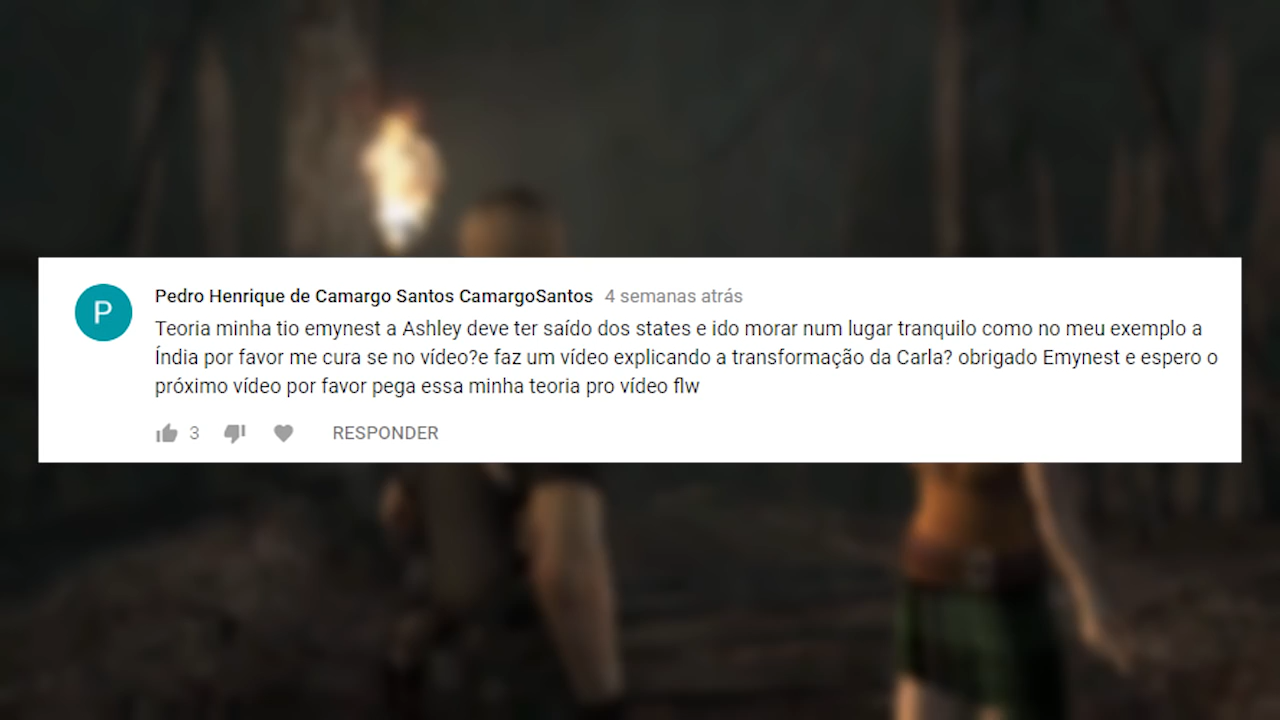 P
Pedro Henrique de Camargo Santos CamargoSantos 4 semanas atrás
Teoria minha tio emynest a Ashley deve ter saído dos states e ido morar num lugar tranquilo como no meu exemplo a
Índia por favor me cura se no vídeo?e faz um vídeo explicando a transformação da Carla? obrigado Emynest e espero o
próximo vídeo por favor pega essa minha teoria pro vídeo flw
3 RESPONDER